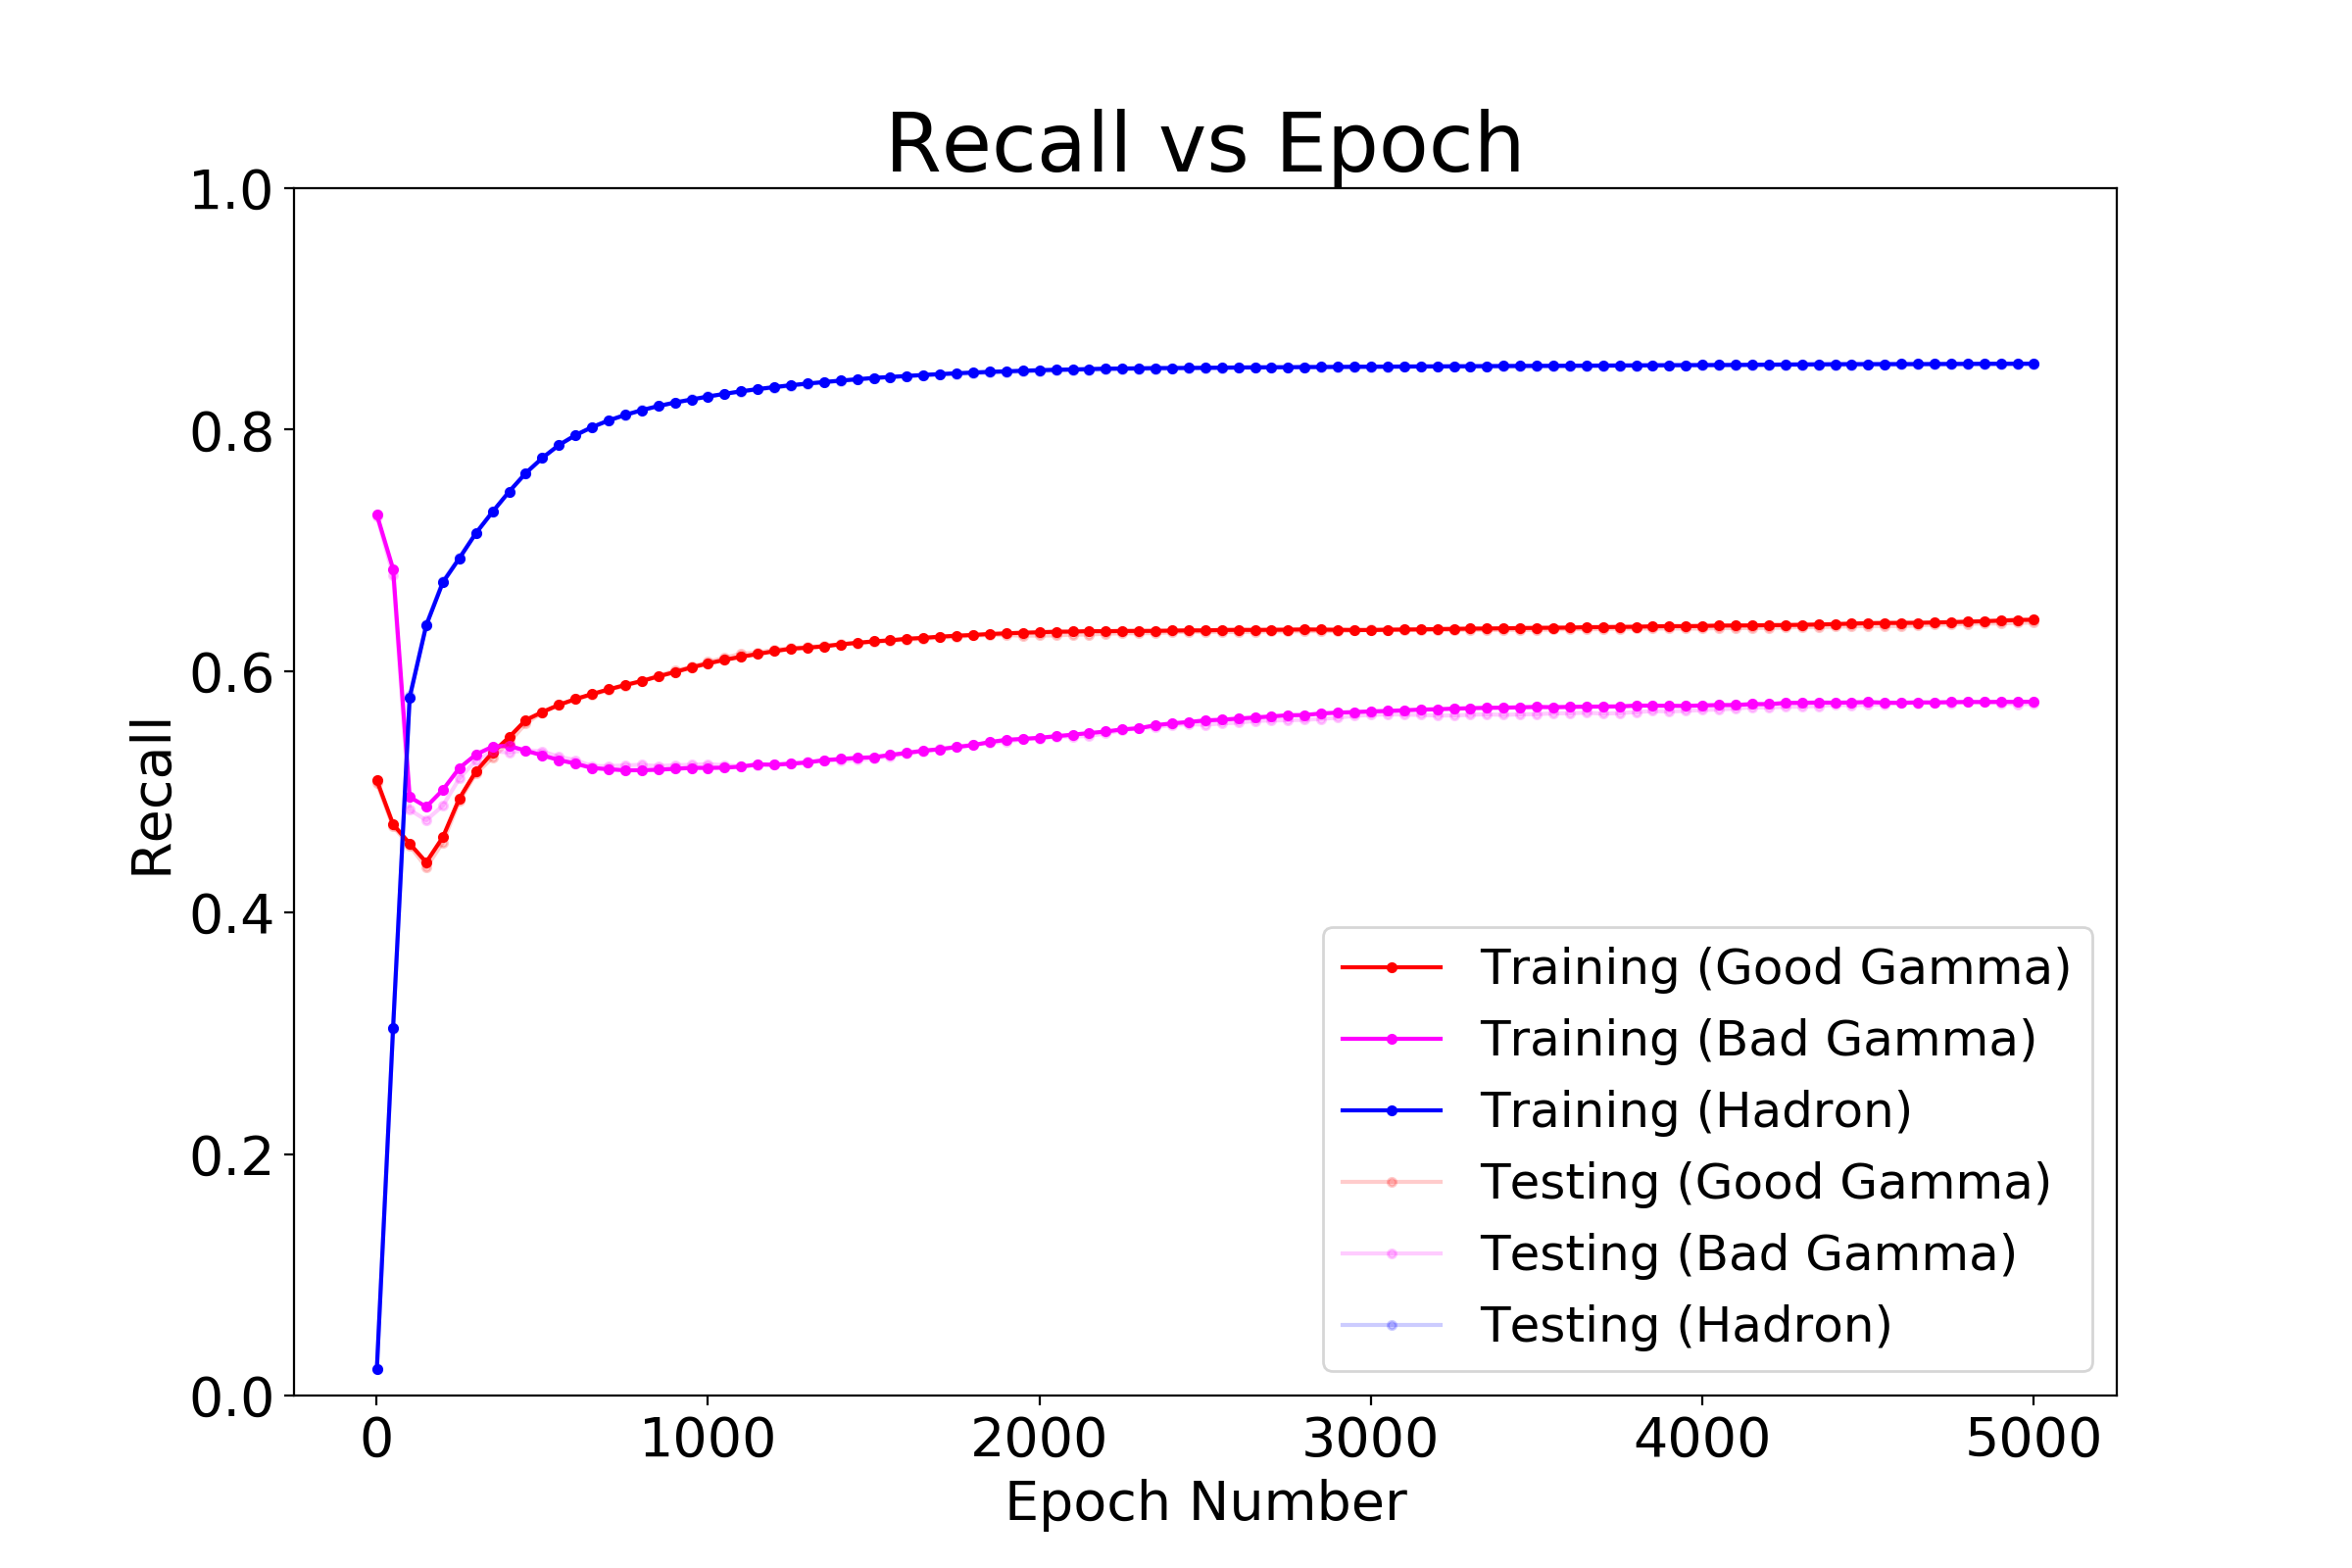 Recall vs Epoch
1.0
0.8
0.6
0.4
0.2
0.0
Recall
0
1000
2000
3000
4000
5000
Epoch Number
Training (Good Gamma)
Training (Bad Gamma)
Training (Hadron)
Testing (Good Gamma)
Testing (Bad Gamma)
Testing (Hadron)